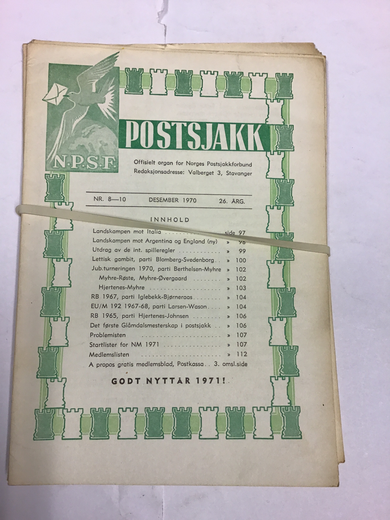 N.P.S.F.
POSTSJAKK
Offisielt organ for Norges Postsjakkforbund
Redaksjonsadresse: Valberget 3, Stavanger
NR. 8—10 DESEMBER 1970 26. ÅRG.
INNHOLD
Landskampen mot Italia side 97
Landskampen mot Argentina og England (ny) » 98
Utdrag av de int. spilleregler » 99
Lettisk gambit, parti Blomberg-Svedenborg » 100
Jub.turneringen 1970, parti Berthelsen-Myhre » 102
Myhre-Røste, Myhre-Øvergaard » 102
Hjertenes-Myhre » 103
RB 1967, parti Iglebekk-Bjørneraas » 104
EU/M 192 1967-68, parti Larsen-Wason » 104
RB 1965, parti Hjertenes-Johnsen » 106
Det første Glåmdalsmesterskap i postsjakk » 106
Problemisten » 107
Startlister for NM 1971 » 107
Medlemslisten » 112
A propos gratis medlemsblad, Postkassa 3. omsl.side
GODT NYTTÅR 1971!